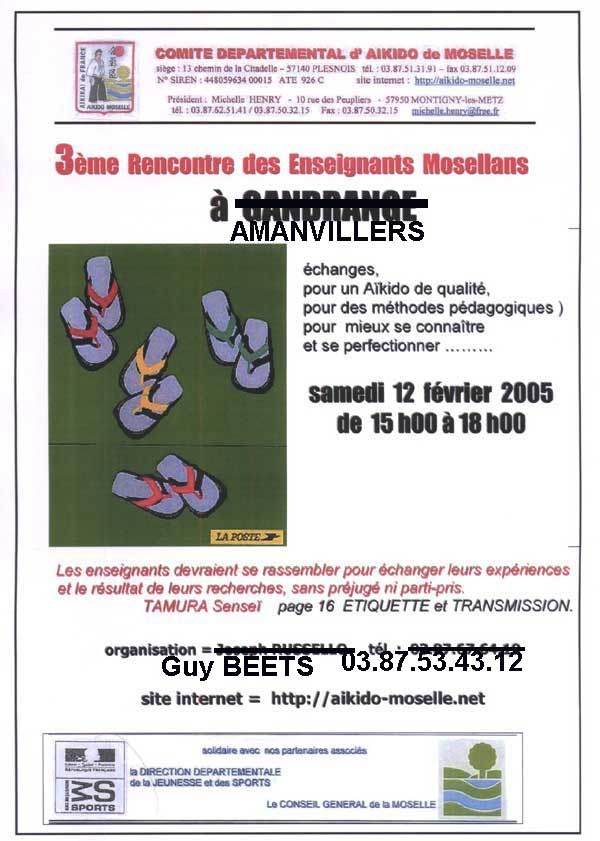 COMITE DEPARTEMENTAL d' AIKIDO de MOSELLE
siège : 13 chemin de la Citadelle – 57140 PLESNOIS tél. : 03.87.51.31.91 – fax 03.87.51.12.09
N° SIREN : 448059634 00015 ATE 926 C site internet : http://aikido-moselle.net
Président : Michelle HENRY - 10 rue des Peupliers - 57950 MONTIGNY-les-METZ
tél. : 03.87.62.51.41 / 03.87.50.32.15 Fax : 03.87.50.32.15 michelle.henry@free.fr
AIKIKAI de FRANCE
AIKIDO MOSELLE
3ème Rencontre des Enseignants Mosellans
à GANDRANGE
AMANVILLERS
échanges,
pour un Aïkido de qualité,
pour des méthodes pédagogiques )
pour mieux se connaître
et se perfectionner ………
samedi 12 février 2005
de 15 h00 à 18 h00
LA POSTE
Les enseignants devraient se rassembler pour échanger leurs expériences
et le résultat de leurs recherches, sans préjugé ni parti-pris.
TAMURA Senseï page 16 ETIQUETTE et TRANSMISSION.
organisation = Joseph RUSSELLO tél :
Guy BEETS 03.87.53.43.12
site internet = http://aikido-moselle.net
solidaire avec nos partenaires associés
RÉPUBLIQUE FRANÇAISE
SPORTS
la DIRECTION DEPARTEMENTALE
de la JEUNESSE et des SPORTS
Le CONSEIL GENERAL de la MOSELLE